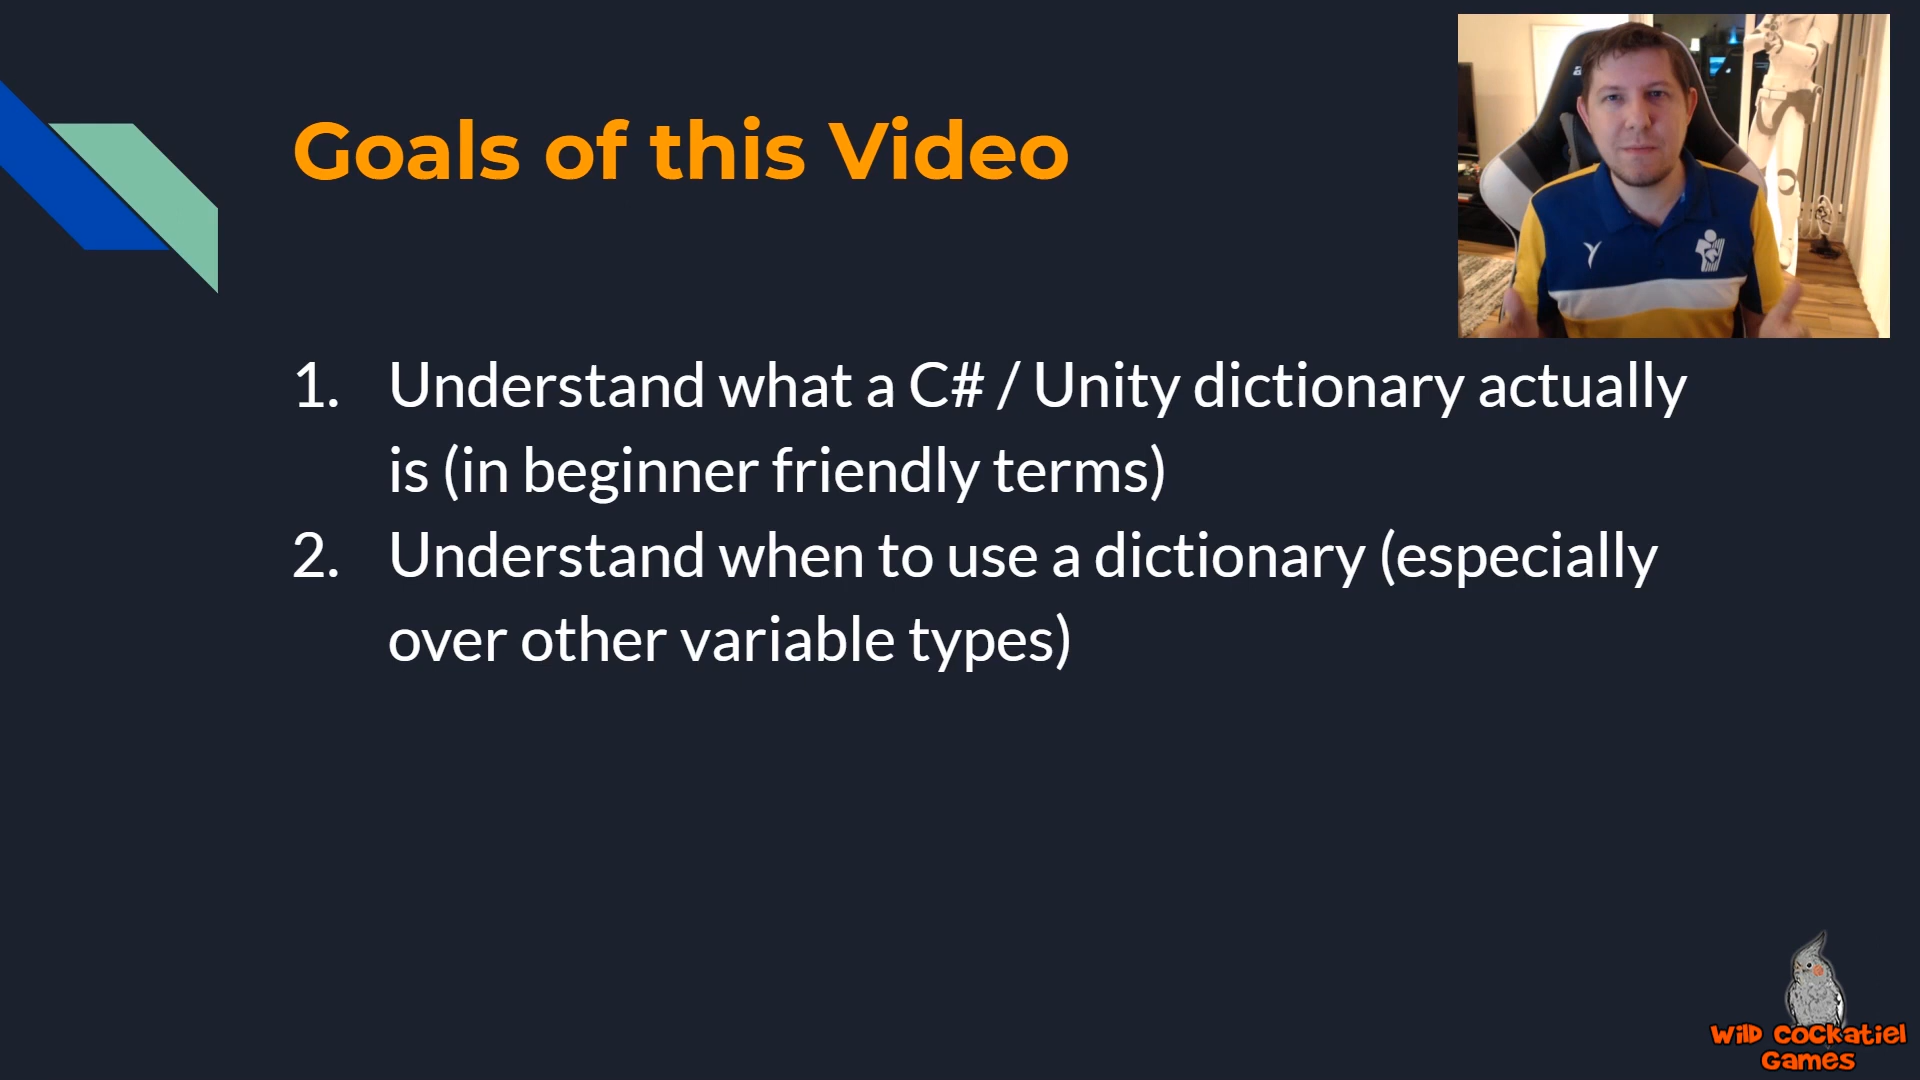 Goals of this Video
1. Understand what a C# / Unity dictionary actually
is (in beginner friendly terms)
2. Understand when to use a dictionary (especially
over other variable types)
Wild Cockatiel
Games